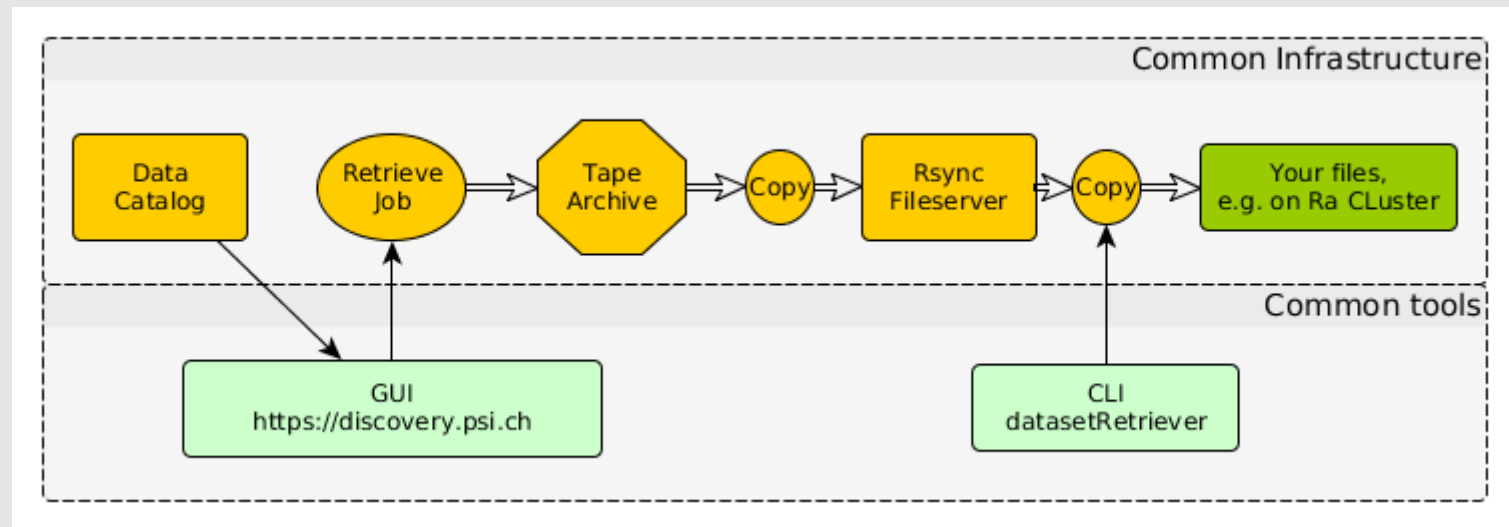 Common Infrastructure
Data
Catalog
Retrieve
Job
Tape
Archive
Copy
Rsync
Fileserver
Copy
Your files,
e.g. on Ra CLuster
Common tools
GUI
https://discovery.psi.ch
CLI
datasetRetriever